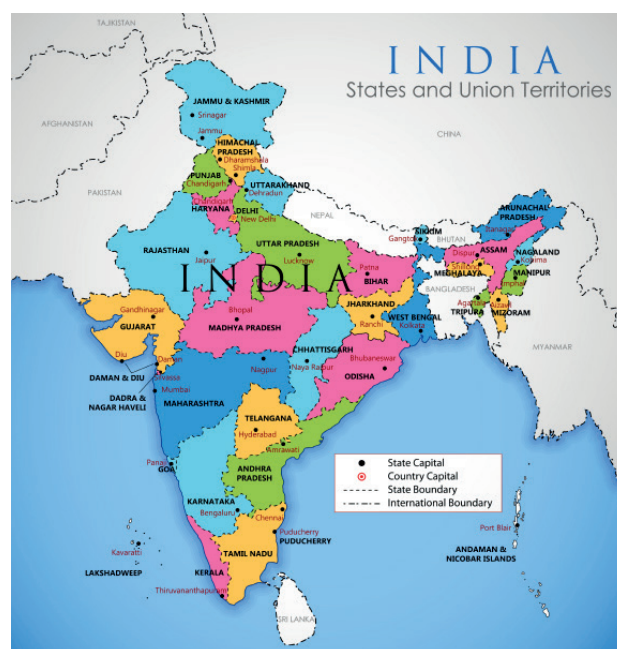 TAJIKISTAN
INDIA
States and Union Territories
AFGHANISTAN
CHINA
PAKISTAN
NEPAL
BHUTAN
BANGLADESH
MYANMAR
SRI LANKA
JAMMU & KASHMIR
Srinagar
Jammu
HIMACHAL
PRADESH
Dharamshala
Shimla
PUNJAB
Chandigarh
UTTARAKHAND
Dehradun
Chandigarh
HARYANA
DELHI
New Delhi
ARUNACHAL
PRADESH
Itanagar
SIKKIM
Gangtok
RAJASTHAN
Jaipur
UTTAR PRADESH
Lucknow
INDIA
Patna
BIHAR
ASSAM
Dispur
NAGALAND
Kohima
Shillong
MEGHALAYA
MANIPUR
Imphal
Agartala
TRIPURA
Aizawl
MIZORAM
Gandhinagar
GUJARAT
Bhopal
MADHYA PRADESH
JHARKHAND
Ranchi
WEST BENGAL
Kolkata
CHHATTISGARH
Naya Raipur
Bhubaneswar
ODISHA
Diu
Daman
DAMAN & DIU
Silvassa
DADRA &
NAGAR HAVELI
Mumbai
Nagpur
MAHARASHTRA
TELANGANA
Hyderabad
Amrawati
Panaji
GOA
ANDHRA
PRADESH
KARNATAKA
Bengaluru
Chennai
Puducherry
PUDUCHERRY
TAMIL NADU
KERALA
Thiruvananthapuram
Kavaratti
LAKSHADWEEP
Port Blair
ANDAMAN &
NICOBAR ISLANDS
State Capital
Country Capital
State Boundary
International Boundary